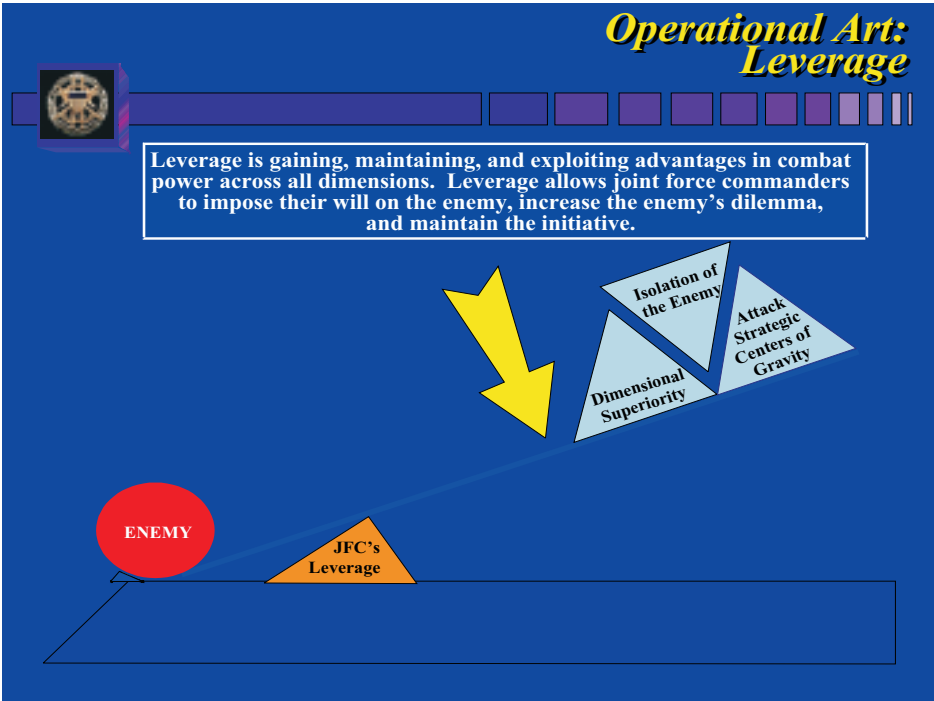 Operational Art:
Leverage
Leverage is gaining, maintaining, and exploiting advantages in combat
power across all dimensions.  Leverage allows joint force commanders
to impose their will on the enemy, increase the enemy's dilemma,
and maintain the initiative.
Isolation of
the Enemy
Attack
Strategic
Centers of
Gravity
Dimensional
Superiority
ENEMY
JFC's
Leverage